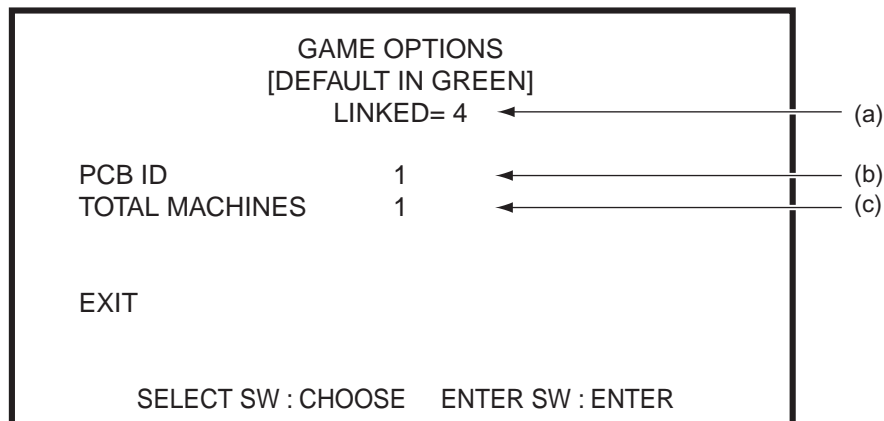 GAME OPTIONS
[DEFAULT IN GREEN]
LINKED= 4 (a)
PCB ID 1 (b)
TOTAL MACHINES 1 (c)
EXIT
SELECT SW : CHOOSE ENTER SW : ENTER